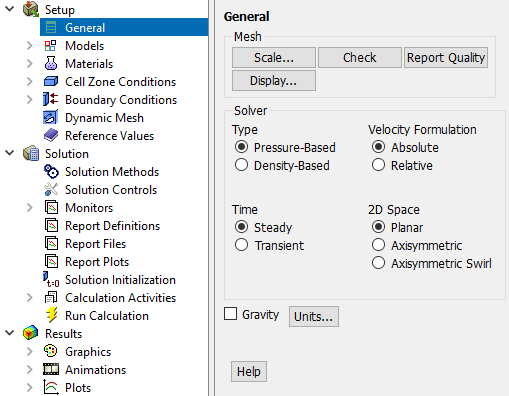 Setup
General
Models
Materials
Cell Zone Conditions
Boundary Conditions
Dynamic Mesh
Reference Values
Solution
Solution Methods
Solution Controls
Monitors
Report Definitions
Report Files
Report Plots
t=0
Solution Initialization
Calculation Activities
Run Calculation
Results
Graphics
Animations
Plots
General
Mesh
Scale...
Check
Report Quality
Display...
Solver
Type
Velocity Formulation
Pressure-Based
Absolute
Density-Based
Relative
Time
2D Space
Steady
Planar
Transient
Axisymmetric
Axisymmetric Swirl
Gravity
Units...
Help